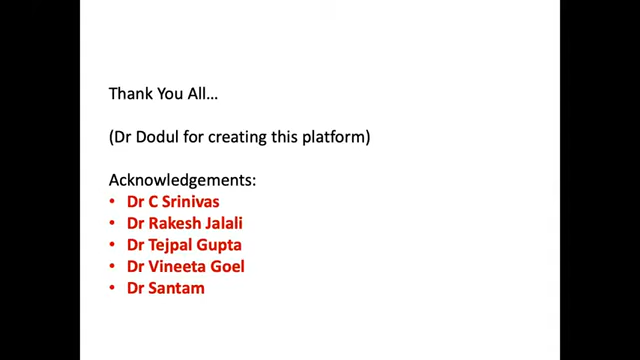 Thank You All...
(Dr Dodul for creating this platform)
Acknowledgements:
• Dr C Srinivas
• Dr Rakesh Jalali
• Dr Tejpal Gupta
• Dr Vineeta Goel
• Dr Santam